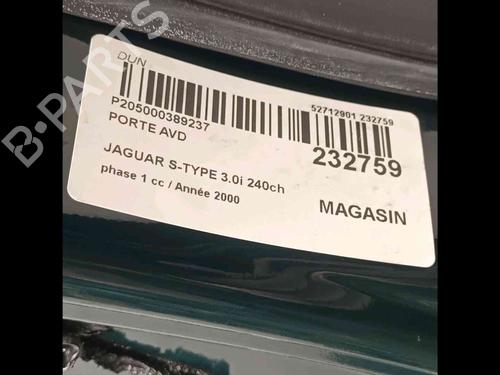 DUN
P205000389237
52712901 232759
PORTE AVD
232759
JAGUAR S-TYPE 3.0i 240ch
phase 1 cc / Année 2000
MAGASIN
B-PARTS